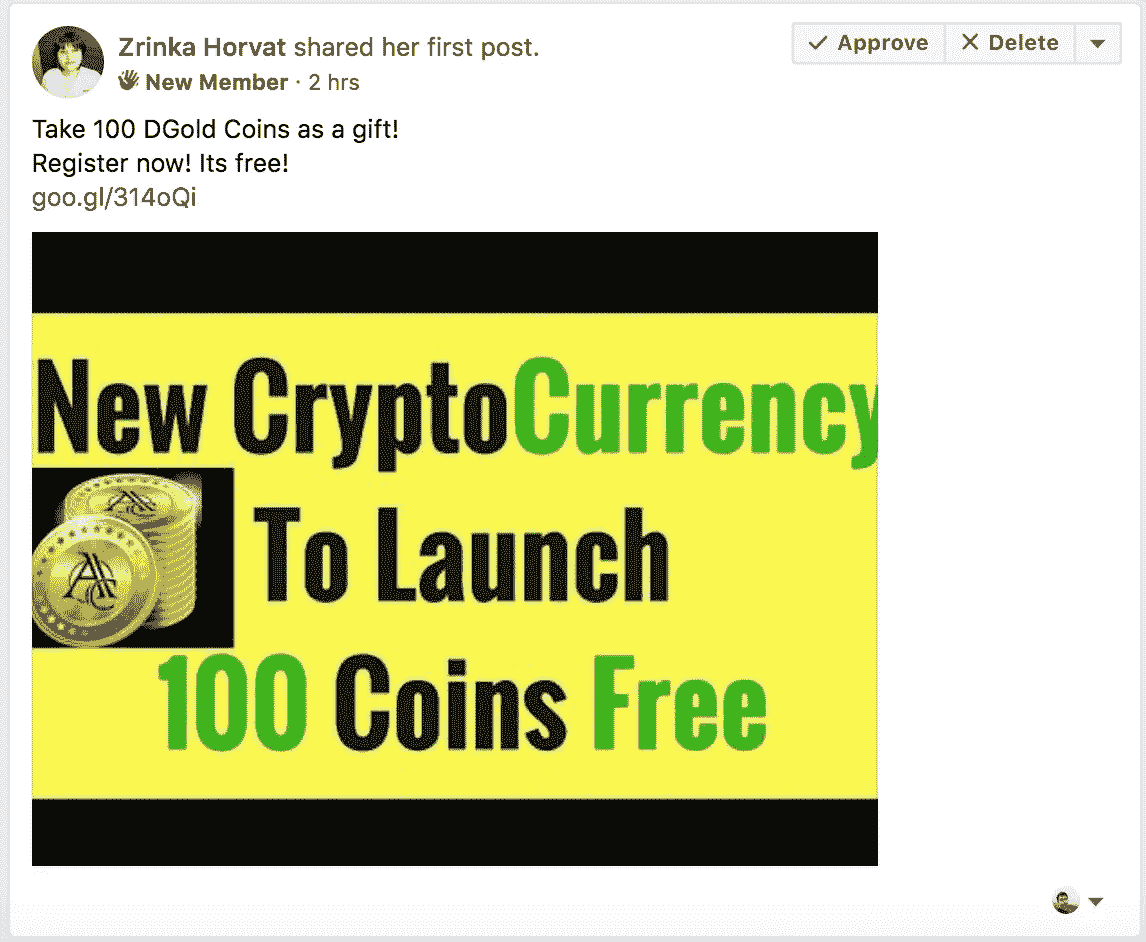 Zrinka Horvat shared her first post.
New Member · 2 hrs
Approve
Delete
Take 100 DGold Coins as a gift!
Register now! Its free!
goo.gl/314oQi
New CryptoCurrency
To Launch
100 Coins Free